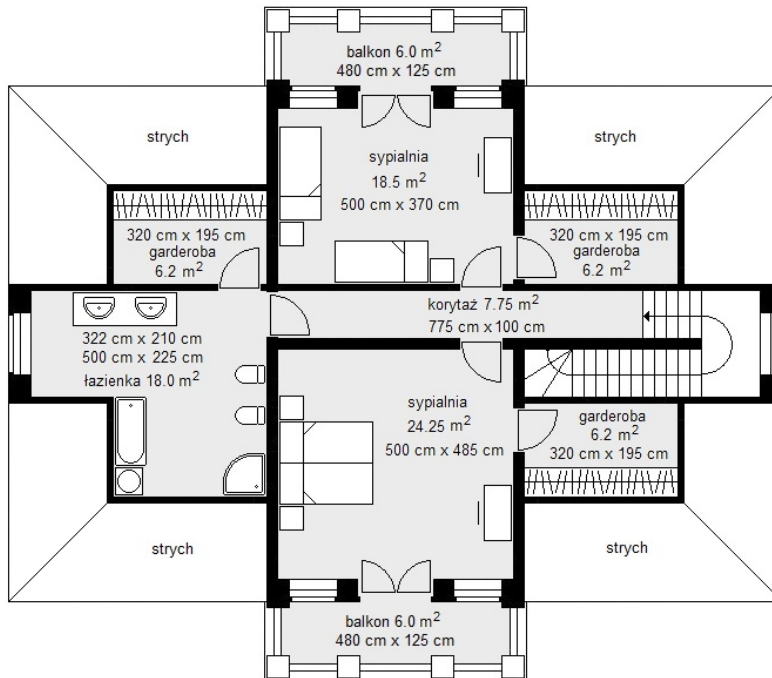 balkon 6.0 m²
480 cm x 125 cm
strych
strych
sypialnia
18.5 m²
500 cm x 370 cm
320 cm x 195 cm
garderoba
6.2 m²
320 cm x 195 cm
garderoba
6.2 m²
korytaż 7.75 m²
775 cm x 100 cm
322 cm x 210 cm
500 cm x 225 cm
łazienka 18.0 m²
sypialnia
24.25 m²
500 cm x 485 cm
garderoba
6.2 m²
320 cm x 195 cm
strych
strych
balkon 6.0 m²
480 cm x 125 cm